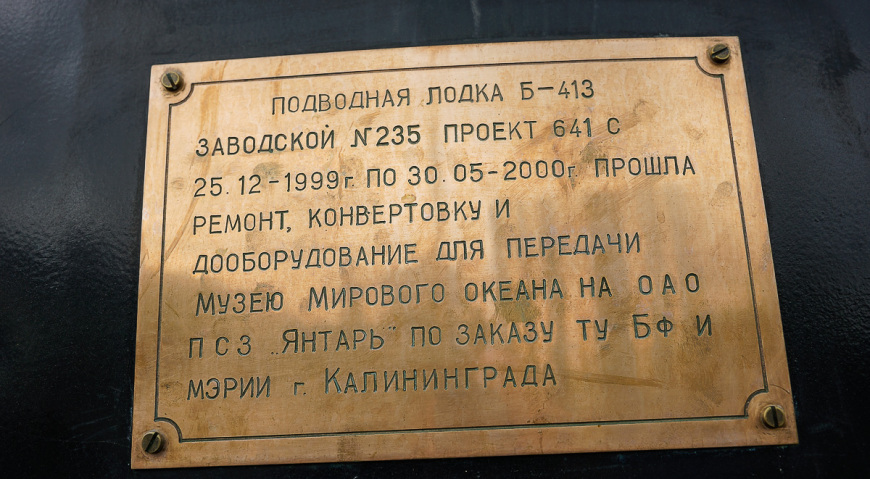 ПОДВОДНАЯ ЛОДКА Б-413
ЗАВОДСКОЙ №235 ПРОЕКТ 641 С
25.12-1999г. ПО 30.05-2000г. ПРОШЛА
РЕМОНТ, КОНВЕРТОВКУ И
ДООБОРУДОВАНИЕ ДЛЯ ПЕРЕДАЧИ
МУЗЕЮ МИРОВОГО ОКЕАНА НА ОАО
ПСЗ „ЯНТАРЬ" ПО ЗАКАЗУ ТУ БФ И
МЭРИИ г. КАЛИНИНГРАДА